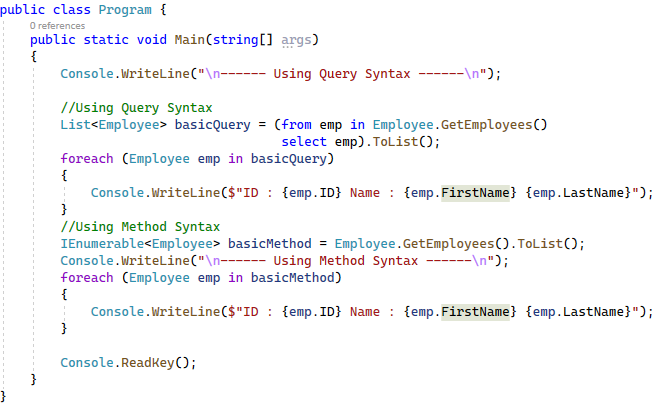 public class Program {
0 references
public static void Main(string[] args)
{
Console.WriteLine("\n------ Using Query Syntax ------\n");
//Using Query Syntax
List<Employee> basicQuery = (from emp in Employee.GetEmployees()
select emp).ToList();
foreach (Employee emp in basicQuery)
{
Console.WriteLine($"ID : {emp.ID} Name : {emp.FirstName} {emp.LastName}");
}
//Using Method Syntax
IEnumerable<Employee> basicMethod = Employee.GetEmployees().ToList();
Console.WriteLine("\n------ Using Method Syntax ------\n");
foreach (Employee emp in basicMethod)
{
Console.WriteLine($"ID : {emp.ID} Name : {emp.FirstName} {emp.LastName}");
}
Console.ReadKey();
}
}